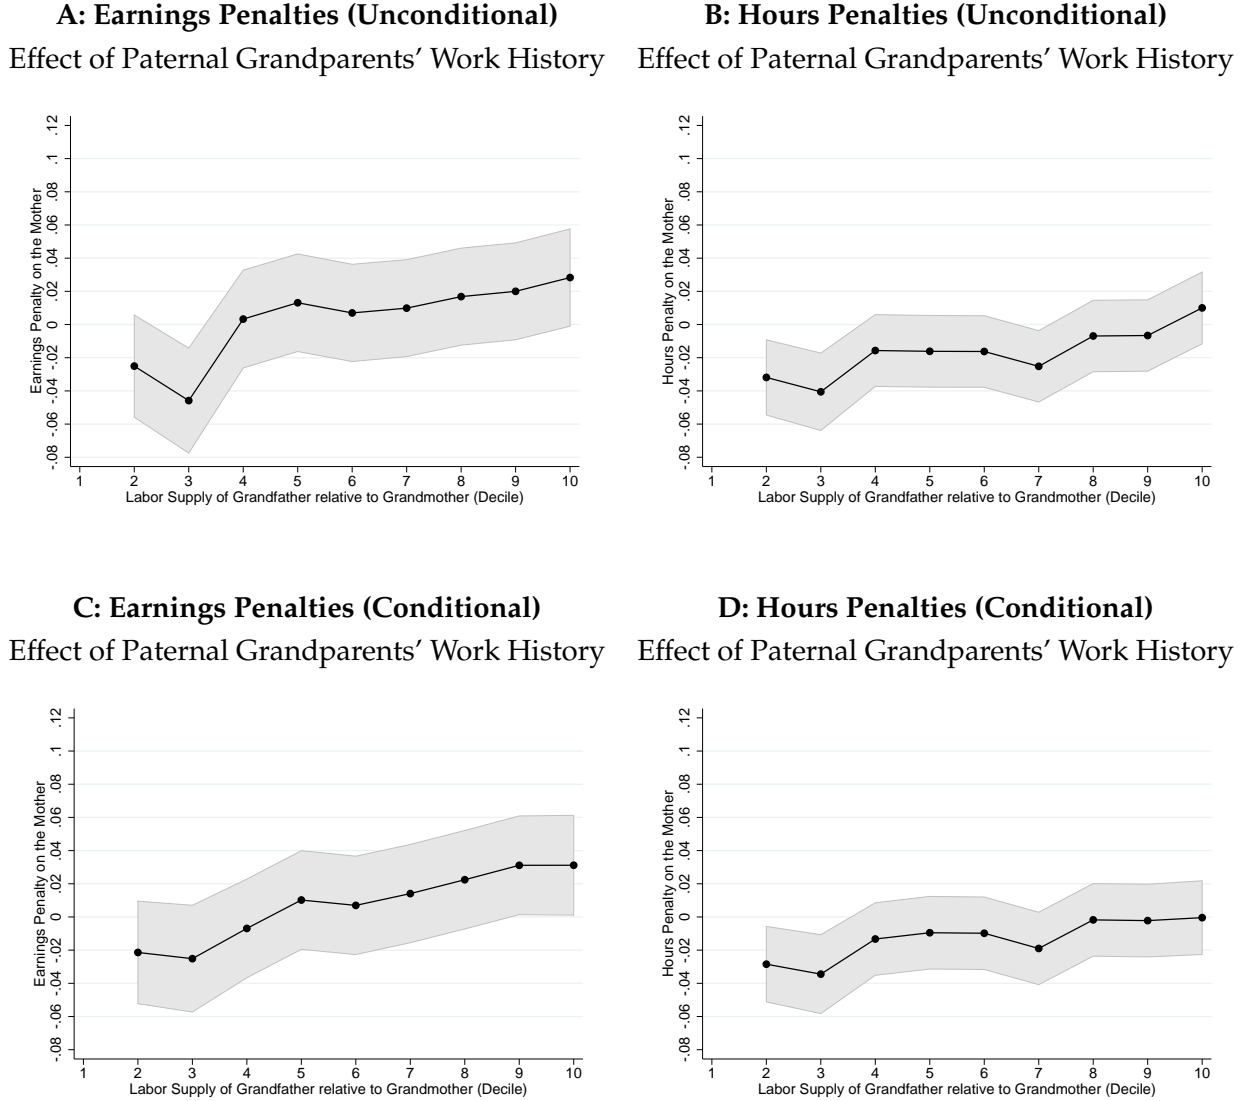 A: Earnings Penalties (Unconditional)
Effect of Paternal Grandparents' Work History
Earnings Penalty on the Mother
.12
.1
.08
.06
.04
.02
0
-.02
-.04
-.06
-.08
1 2 3 4 5 6 7 8 9 10
Labor Supply of Grandfather relative to Grandmother (Decile)
B: Hours Penalties (Unconditional)
Effect of Paternal Grandparents' Work History
Hours Penalty on the Mother
.12
.1
.08
.06
.04
.02
0
-.02
-.04
-.06
-.08
1 2 3 4 5 6 7 8 9 10
Labor Supply of Grandfather relative to Grandmother (Decile)
C: Earnings Penalties (Conditional)
Effect of Paternal Grandparents' Work History
Earnings Penalty on the Mother
.12
.1
.08
.06
.04
.02
0
-.02
-.04
-.06
-.08
1 2 3 4 5 6 7 8 9 10
Labor Supply of Grandfather relative to Grandmother (Decile)
D: Hours Penalties (Conditional)
Effect of Paternal Grandparents' Work History
Hours Penalty on the Mother
.12
.1
.08
.06
.04
.02
0
-.02
-.04
-.06
-.08
1 2 3 4 5 6 7 8 9 10
Labor Supply of Grandfather relative to Grandmother (Decile)